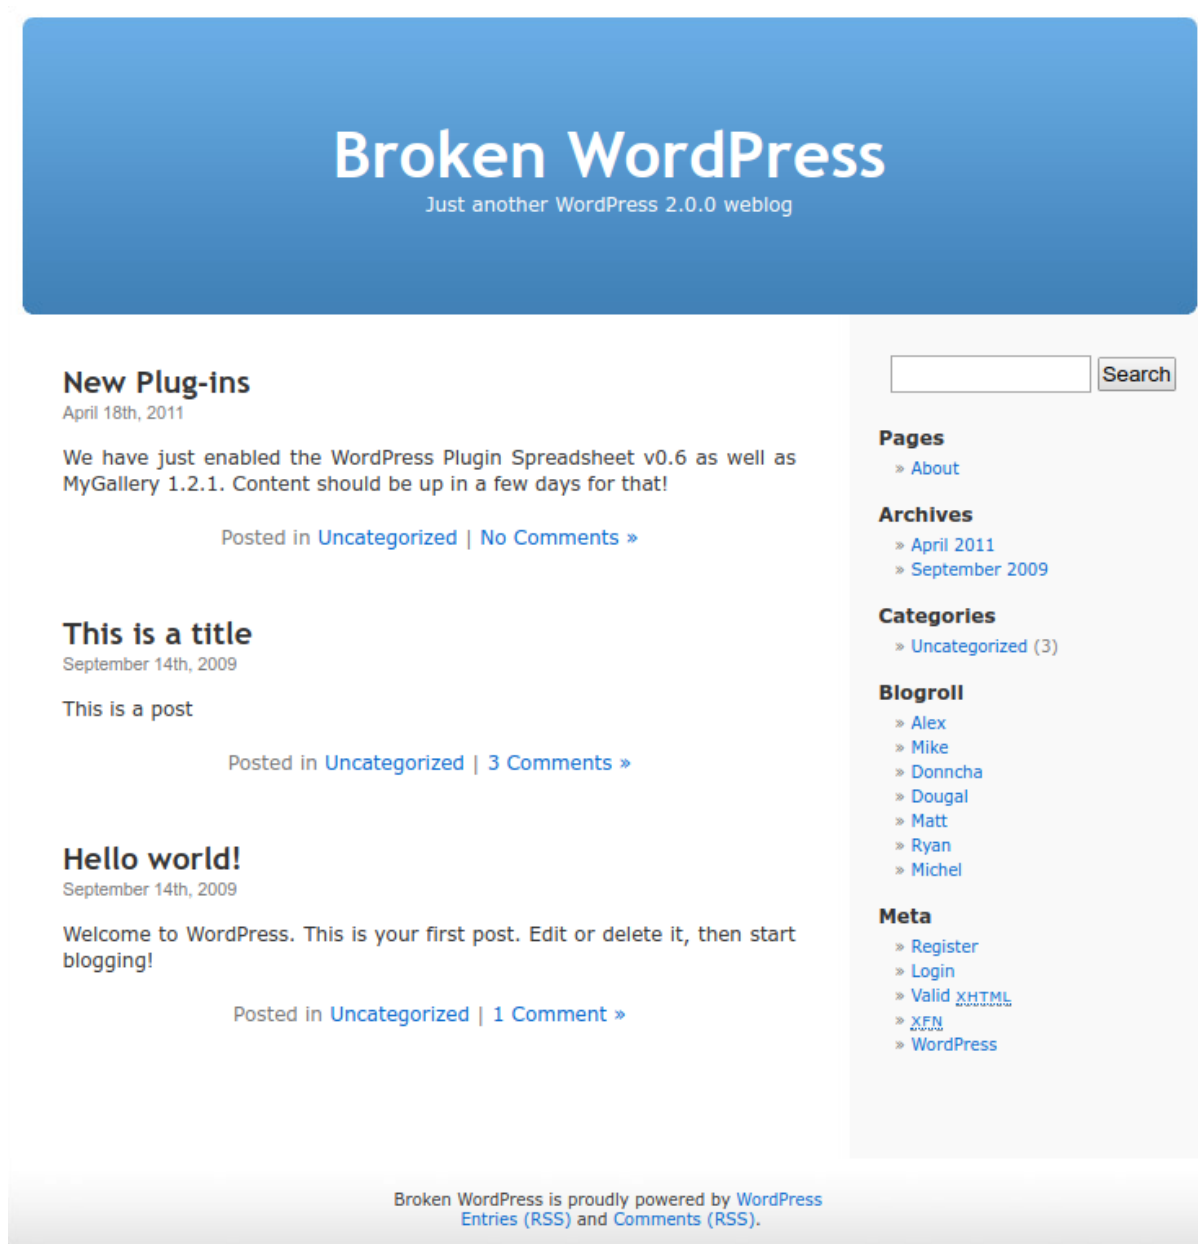 Broken WordPress
Just another WordPress 2.0.0 weblog
New Plug-ins
April 18th, 2011
We have just enabled the WordPress Plugin Spreadsheet v0.6 as well as
MyGallery 1.2.1. Content should be up in a few days for that!
Posted in Uncategorized | No Comments »
This is a title
September 14th, 2009
This is a post
Posted in Uncategorized | 3 Comments »
Hello world!
September 14th, 2009
Welcome to WordPress. This is your first post. Edit or delete it, then start
blogging!
Posted in Uncategorized | 1 Comment »
Search
Pages
» About
Archives
» April 2011
» September 2009
Categories
» Uncategorized (3)
Blogroll
» Alex
» Mike
» Donncha
» Dougal
» Matt
» Ryan
» Michel
Meta
» Register
» Login
» Valid XHTML
» XFN
» WordPress
Broken WordPress is proudly powered by WordPress
Entries (RSS) and Comments (RSS).